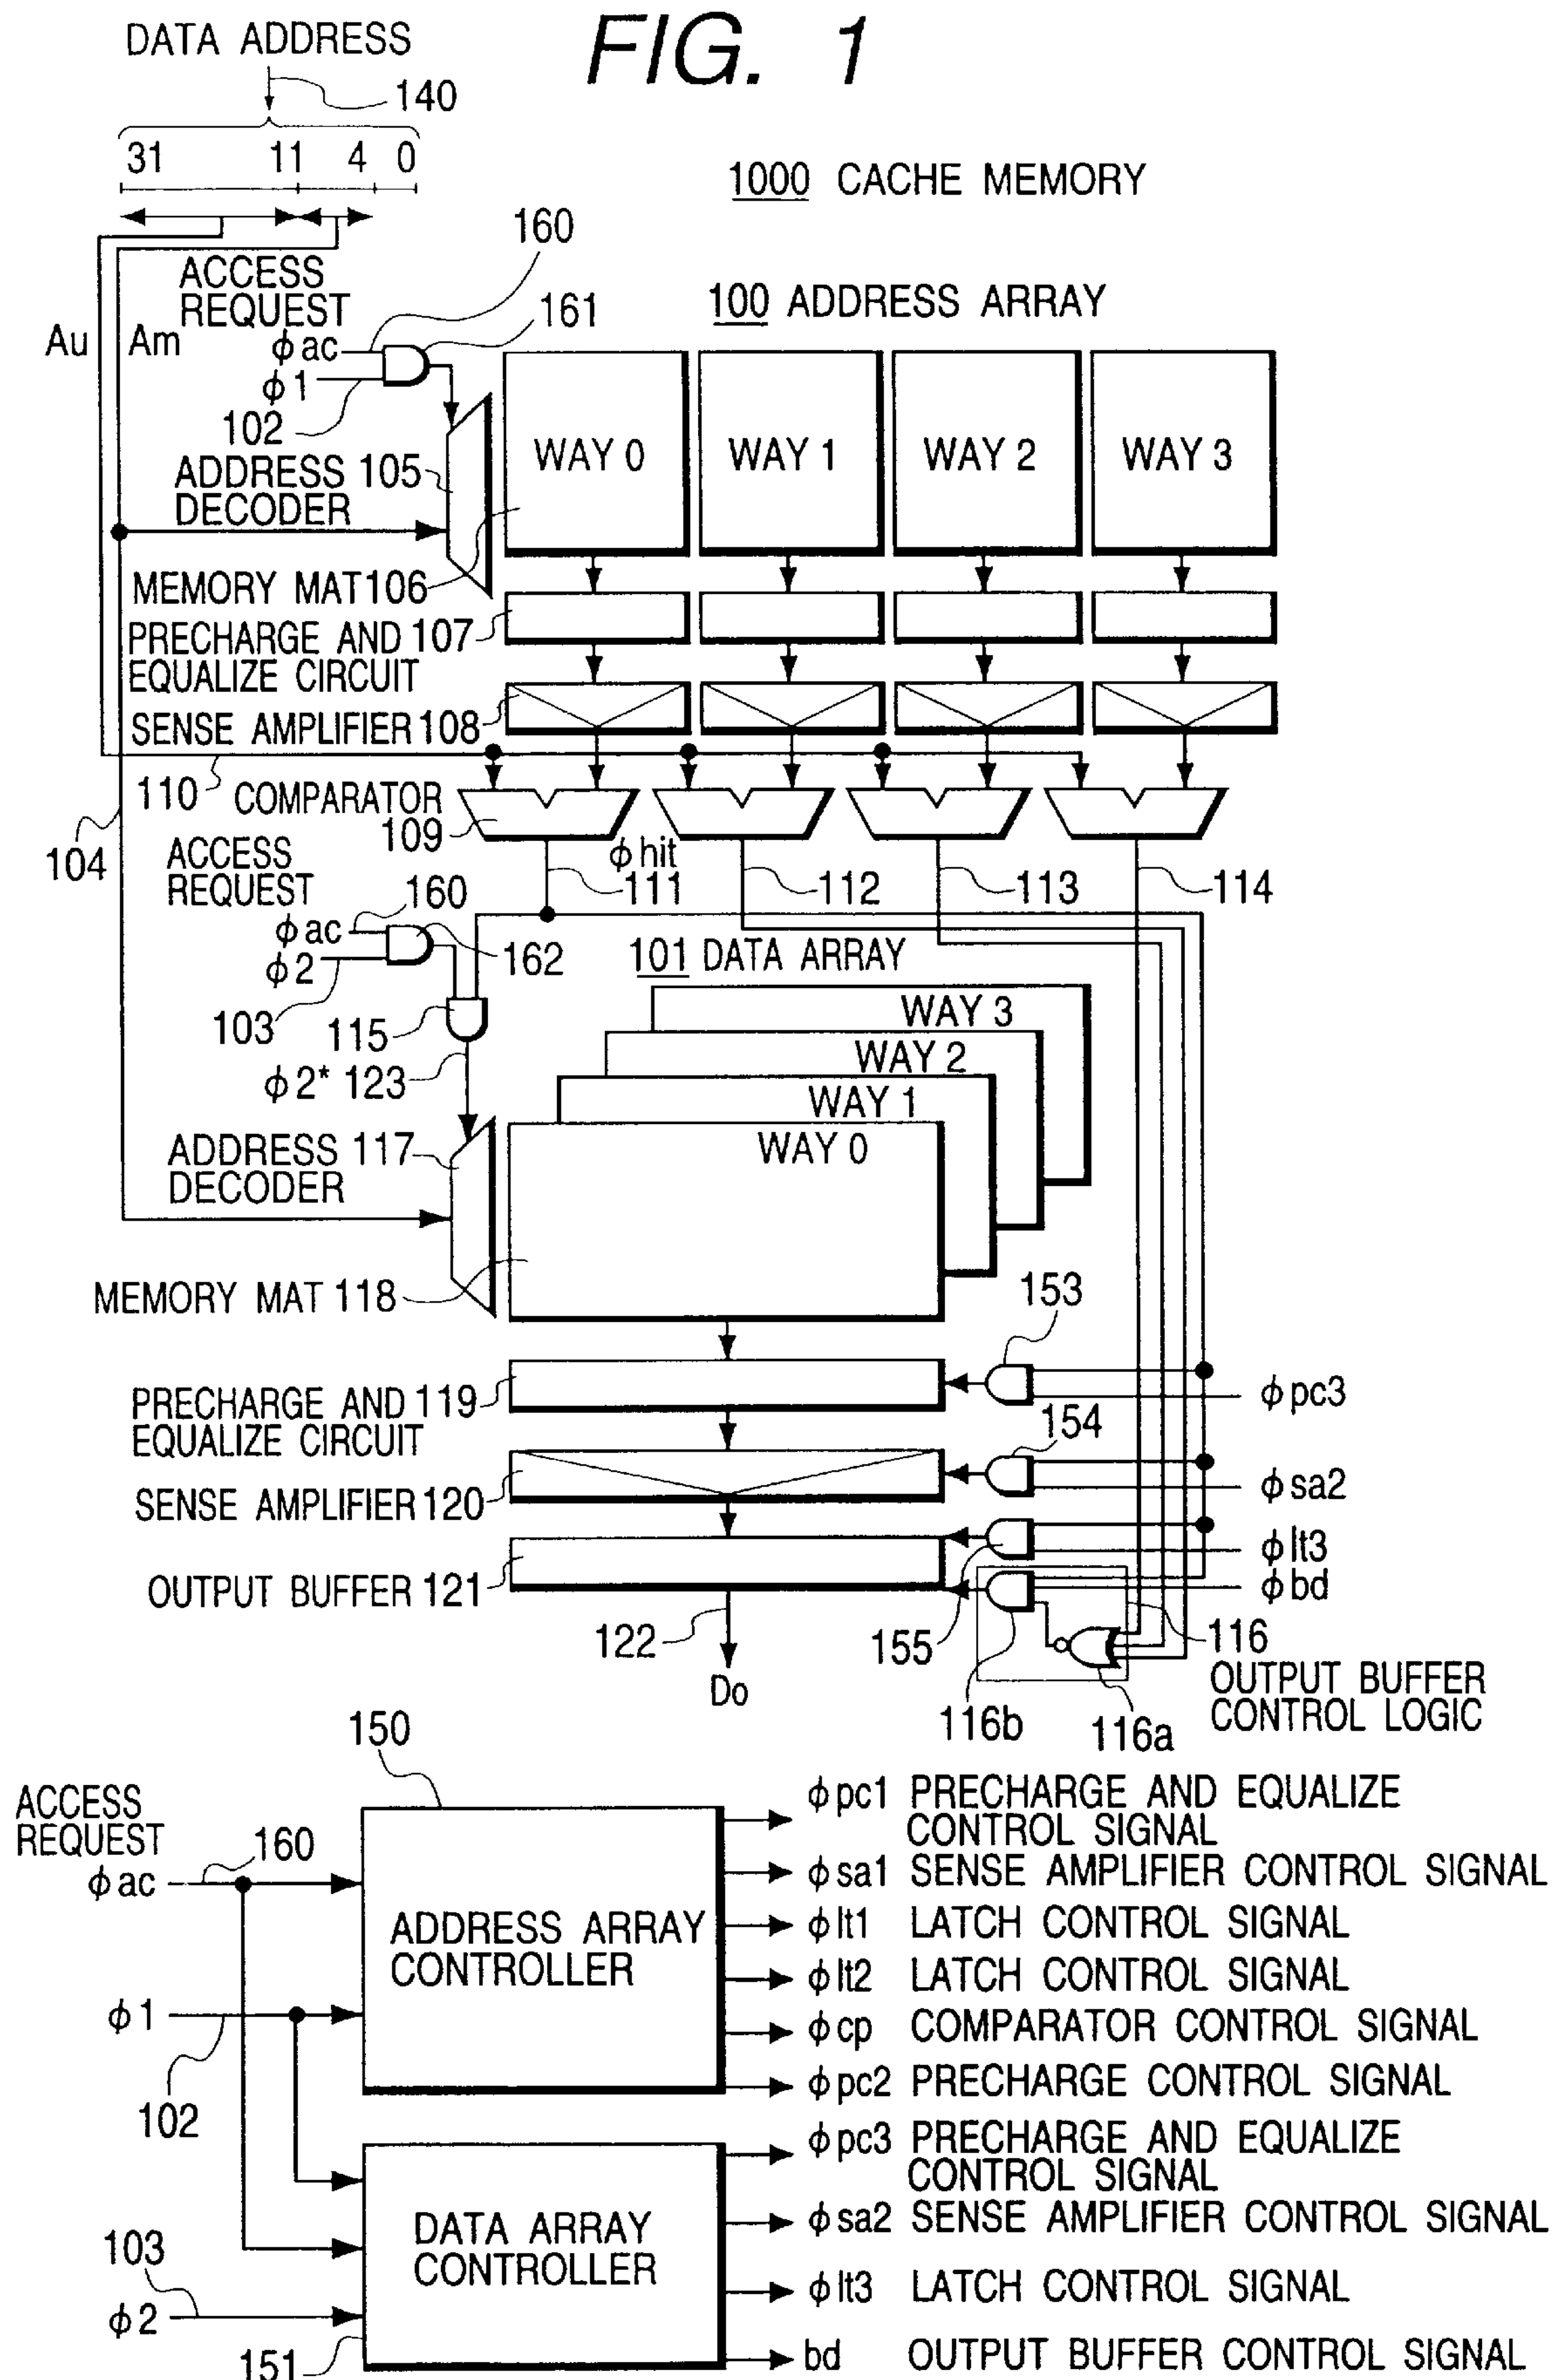 FIG. 1
DATA ADDRESS
140
31 11 4 0
1000 CACHE MEMORY
160
ACCESS
REQUEST
161
100 ADDRESS ARRAY
Au Am
ϕac
ϕ1
102
WAY 0 WAY 1 WAY 2 WAY 3
ADDRESS 105
DECODER
MEMORY MAT 106
PRECHARGE AND 107
EQUALIZE CIRCUIT
SENSE AMPLIFIER 108
110 COMPARATOR
109
104
ϕhit
111 112 113 114
ACCESS
REQUEST
160
ϕac
ϕ2
162
101 DATA ARRAY
103 115
WAY 3
WAY 2
ϕ2* 123
WAY 1
WAY 0
ADDRESS 117
DECODER
MEMORY MAT 118
153
PRECHARGE AND 119
EQUALIZE CIRCUIT
ϕpc3
154
SENSE AMPLIFIER 120
ϕsa2
ϕlt3
OUTPUT BUFFER 121
ϕbd
122
155
116
OUTPUT BUFFER
CONTROL LOGIC
Do
116b 116a
150
ACCESS
REQUEST
160
ϕac
ADDRESS ARRAY
CONTROLLER
ϕ1
102
ϕpc1 PRECHARGE AND EQUALIZE
CONTROL SIGNAL
ϕsa1 SENSE AMPLIFIER CONTROL SIGNAL
ϕlt1 LATCH CONTROL SIGNAL
ϕlt2 LATCH CONTROL SIGNAL
ϕcp COMPARATOR CONTROL SIGNAL
ϕpc2 PRECHARGE CONTROL SIGNAL
ϕpc3 PRECHARGE AND EQUALIZE
CONTROL SIGNAL
DATA ARRAY
CONTROLLER
ϕsa2 SENSE AMPLIFIER CONTROL SIGNAL
103
ϕ2
ϕlt3 LATCH CONTROL SIGNAL
151
bd OUTPUT BUFFER CONTROL SIGNAL